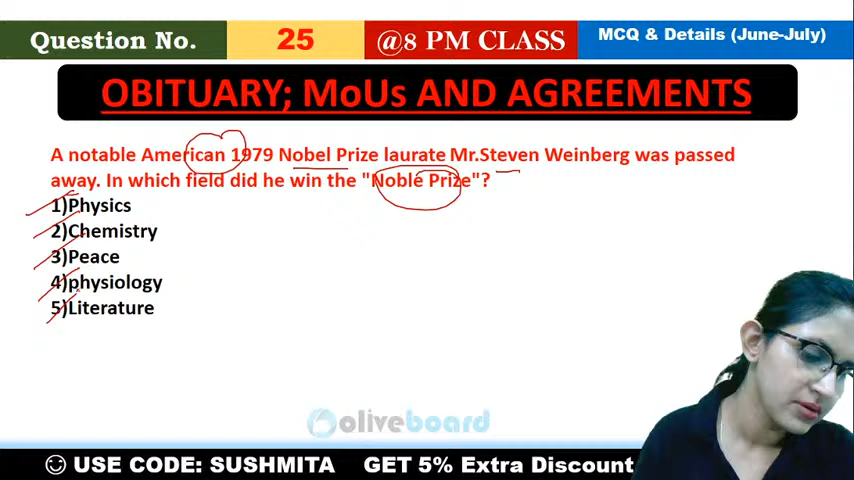 Question No.
25
@8 PM CLASS
MCQ & Details (June-July)
OBITUARY; MoUs AND AGREEMENTS
A notable American 1979 Nobel Prize laurate Mr.Steven Weinberg was passed
away. In which field did he win the "Noble Prize"?
1)Physics
2)Chemistry
3)Peace
4)physiology
5)Literature
oliveboard
USE CODE: SUSHMITA GET 5% Extra Discount